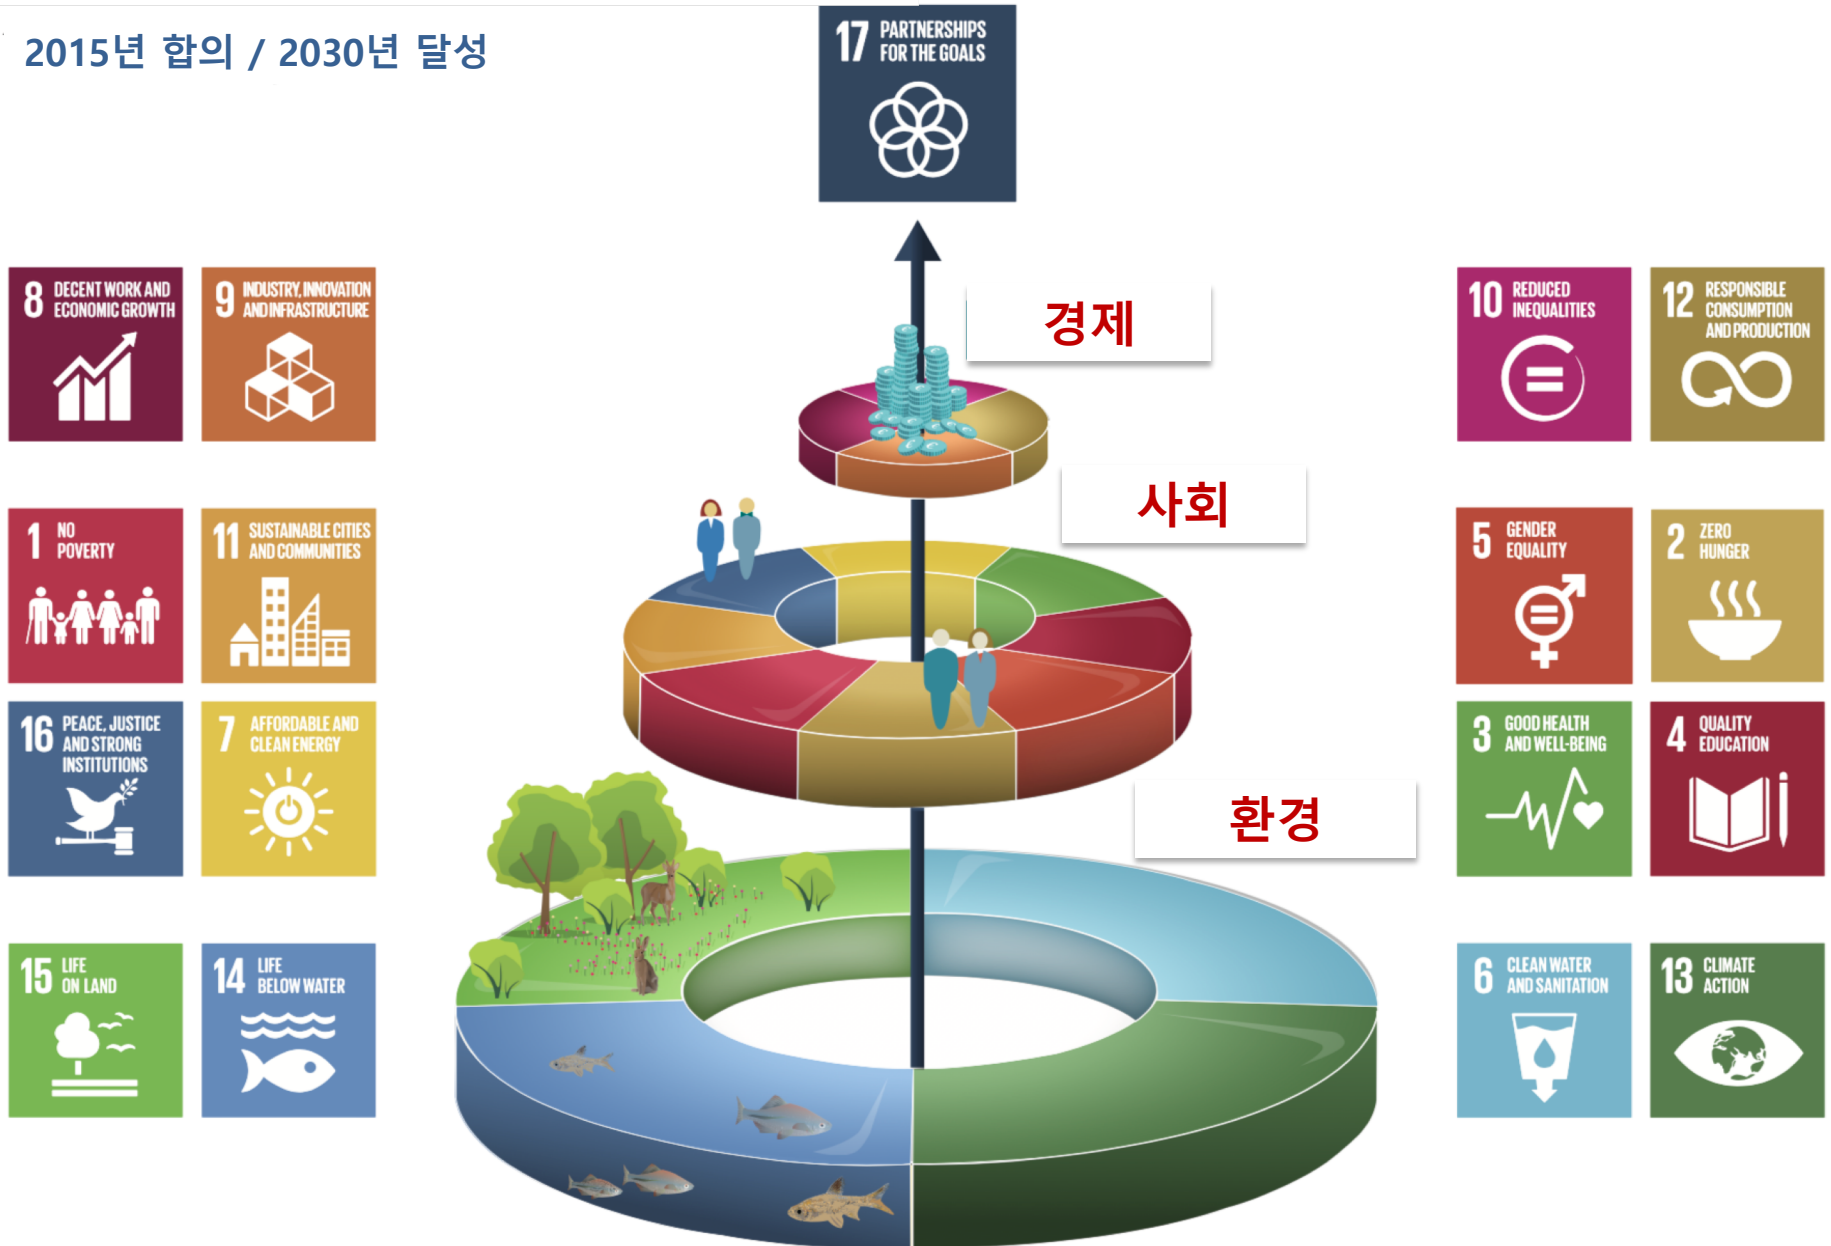 2015년 합의 / 2030년 달성
17 PARTNERSHIPS
FOR THE GOALS
8 DECENT WORK AND
ECONOMIC GROWTH
9 INDUSTRY, INNOVATION
AND INFRASTRUCTURE
경제
10 REDUCED
INEQUALITIES
12 RESPONSIBLE
CONSUMPTION
AND PRODUCTION
사회
1 NO
POVERTY
11 SUSTAINABLE CITIES
AND COMMUNITIES
5 GENDER
EQUALITY
2 ZERO
HUNGER
16 PEACE, JUSTICE
AND STRONG
INSTITUTIONS
7 AFFORDABLE AND
CLEAN ENERGY
3 GOOD HEALTH
AND WELL-BEING
4 QUALITY
EDUCATION
환경
15 LIFE
ON LAND
14 LIFE
BELOW WATER
6 CLEAN WATER
AND SANITATION
13 CLIMATE
ACTION